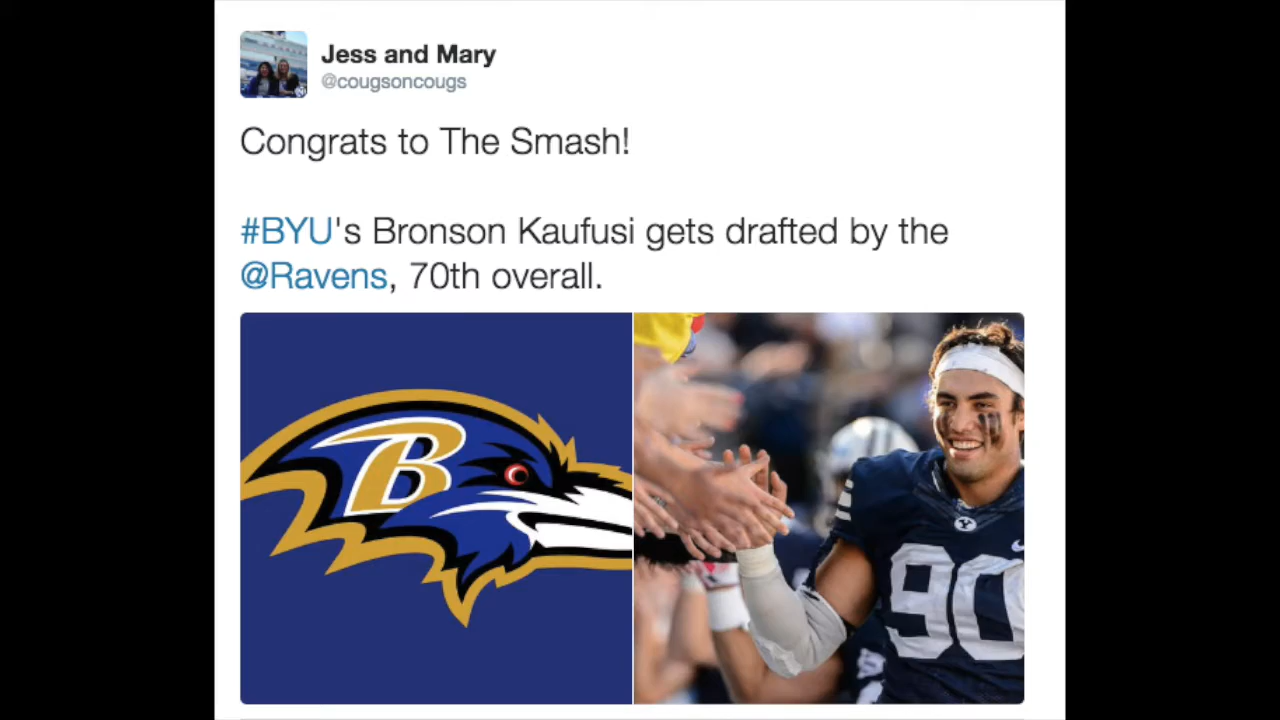 Jess and Mary
@cougsoncougs
Congrats to The Smash!
#BYU's Bronson Kaufusi gets drafted by the
@Ravens, 70th overall.
B
Y
90